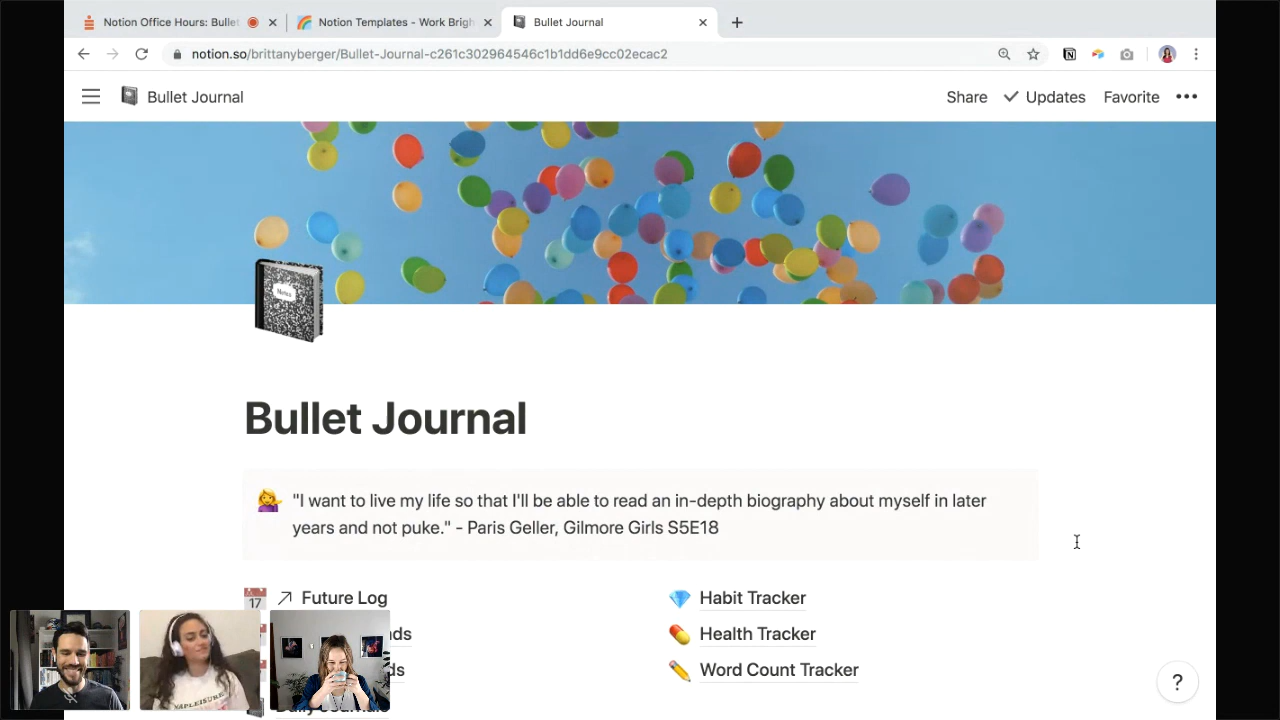 Notion Office Hours: Bullet
Notion Templates - Work Brigh
Bullet Journal
notion.so/brittanyberger/Bullet-Journal-c261c302964546c1b1dd6e9cc02ecac2
Bullet Journal
Share
Updates
Favorite
Notes
Bullet Journal
"I want to live my life so that I'll be able to read an in-depth biography about myself in later
years and not puke." - Paris Geller, Gilmore Girls S5E18
17
Future Log
Habit Tracker
Health Tracker
Word Count Tracker
?